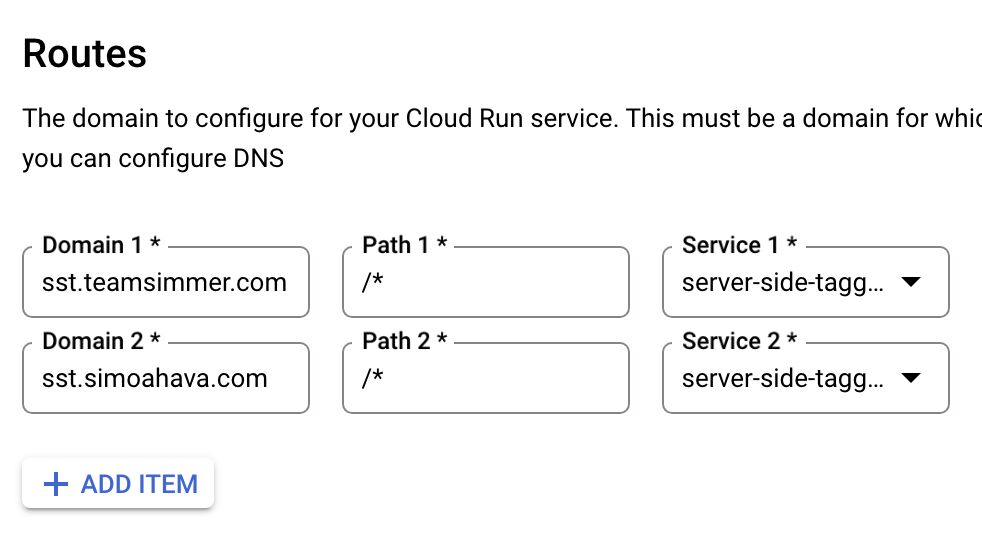 Routes
The domain to configure for your Cloud Run service. This must be a domain for
you can configure DNS
Domain 1 * Path 1 * Service 1 *
sst.teamsimmer.com /* server-side-tagg...
Domain 2 * Path 2 * Service 2 *
sst.simoahava.com /* server-side-tagg...
+ ADD ITEM